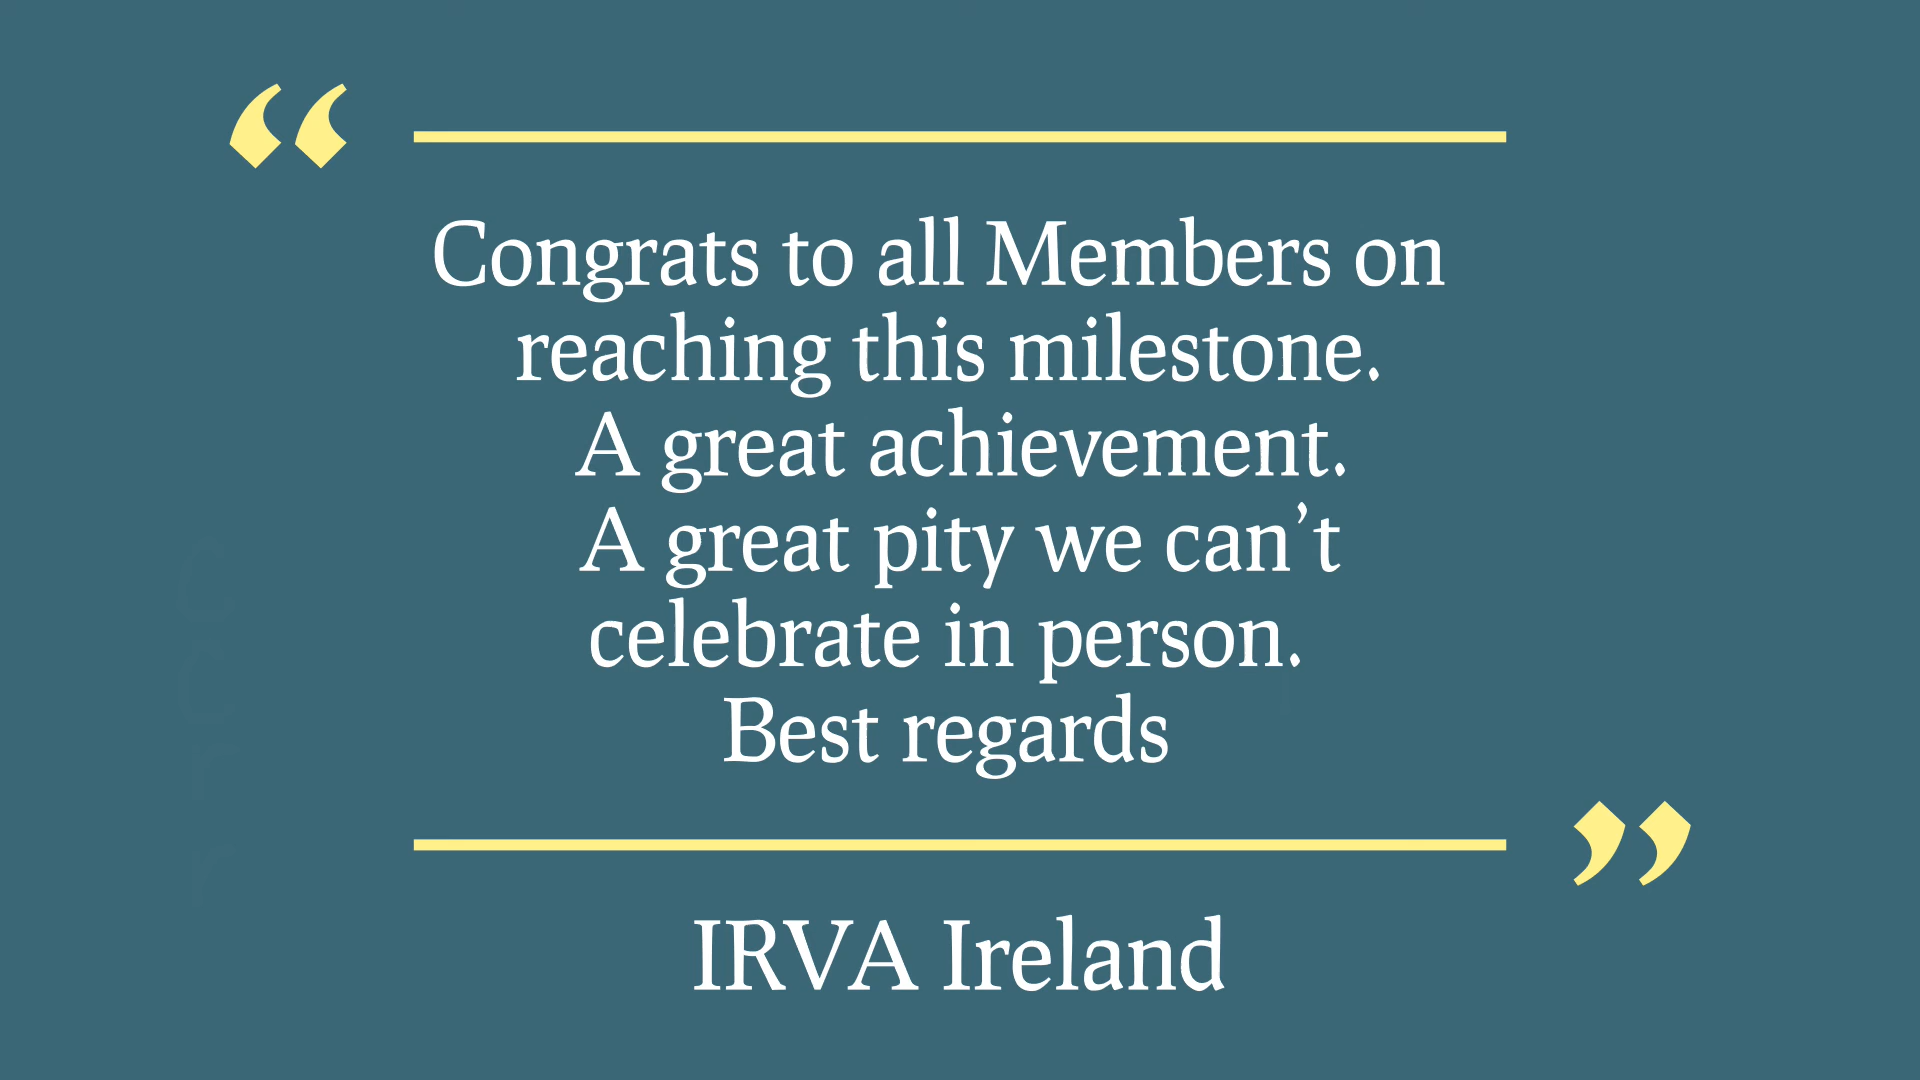 “
Congrats to all Members on
reaching this milestone.
A great achievement.
A great pity we can’t
celebrate in person.
Best regards
”
IRVA Ireland